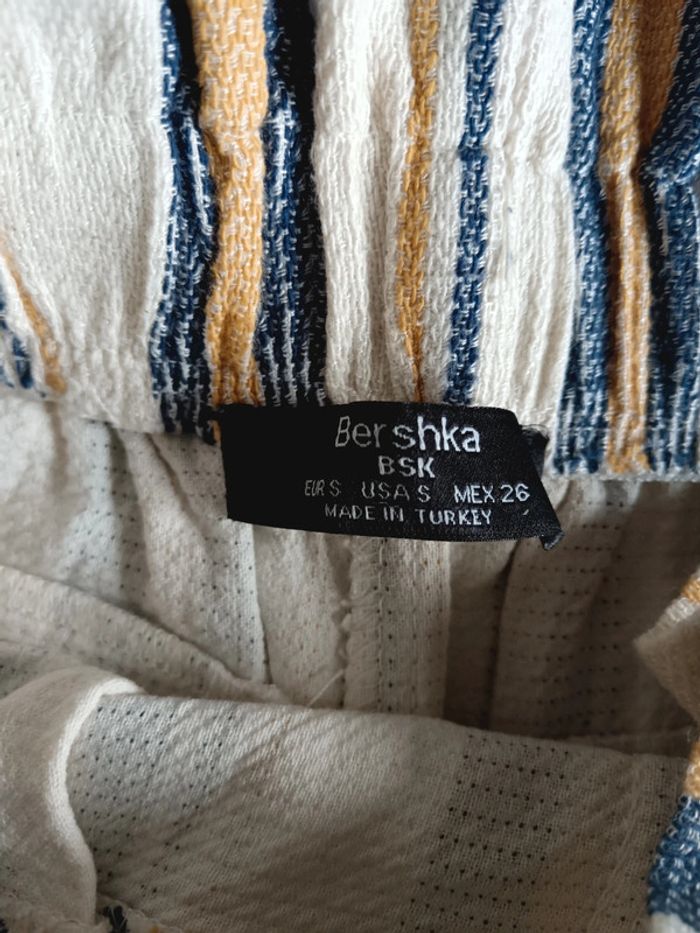 Bershka
BSK
EUR S USA S MEX 26
MADE IN TURKEY